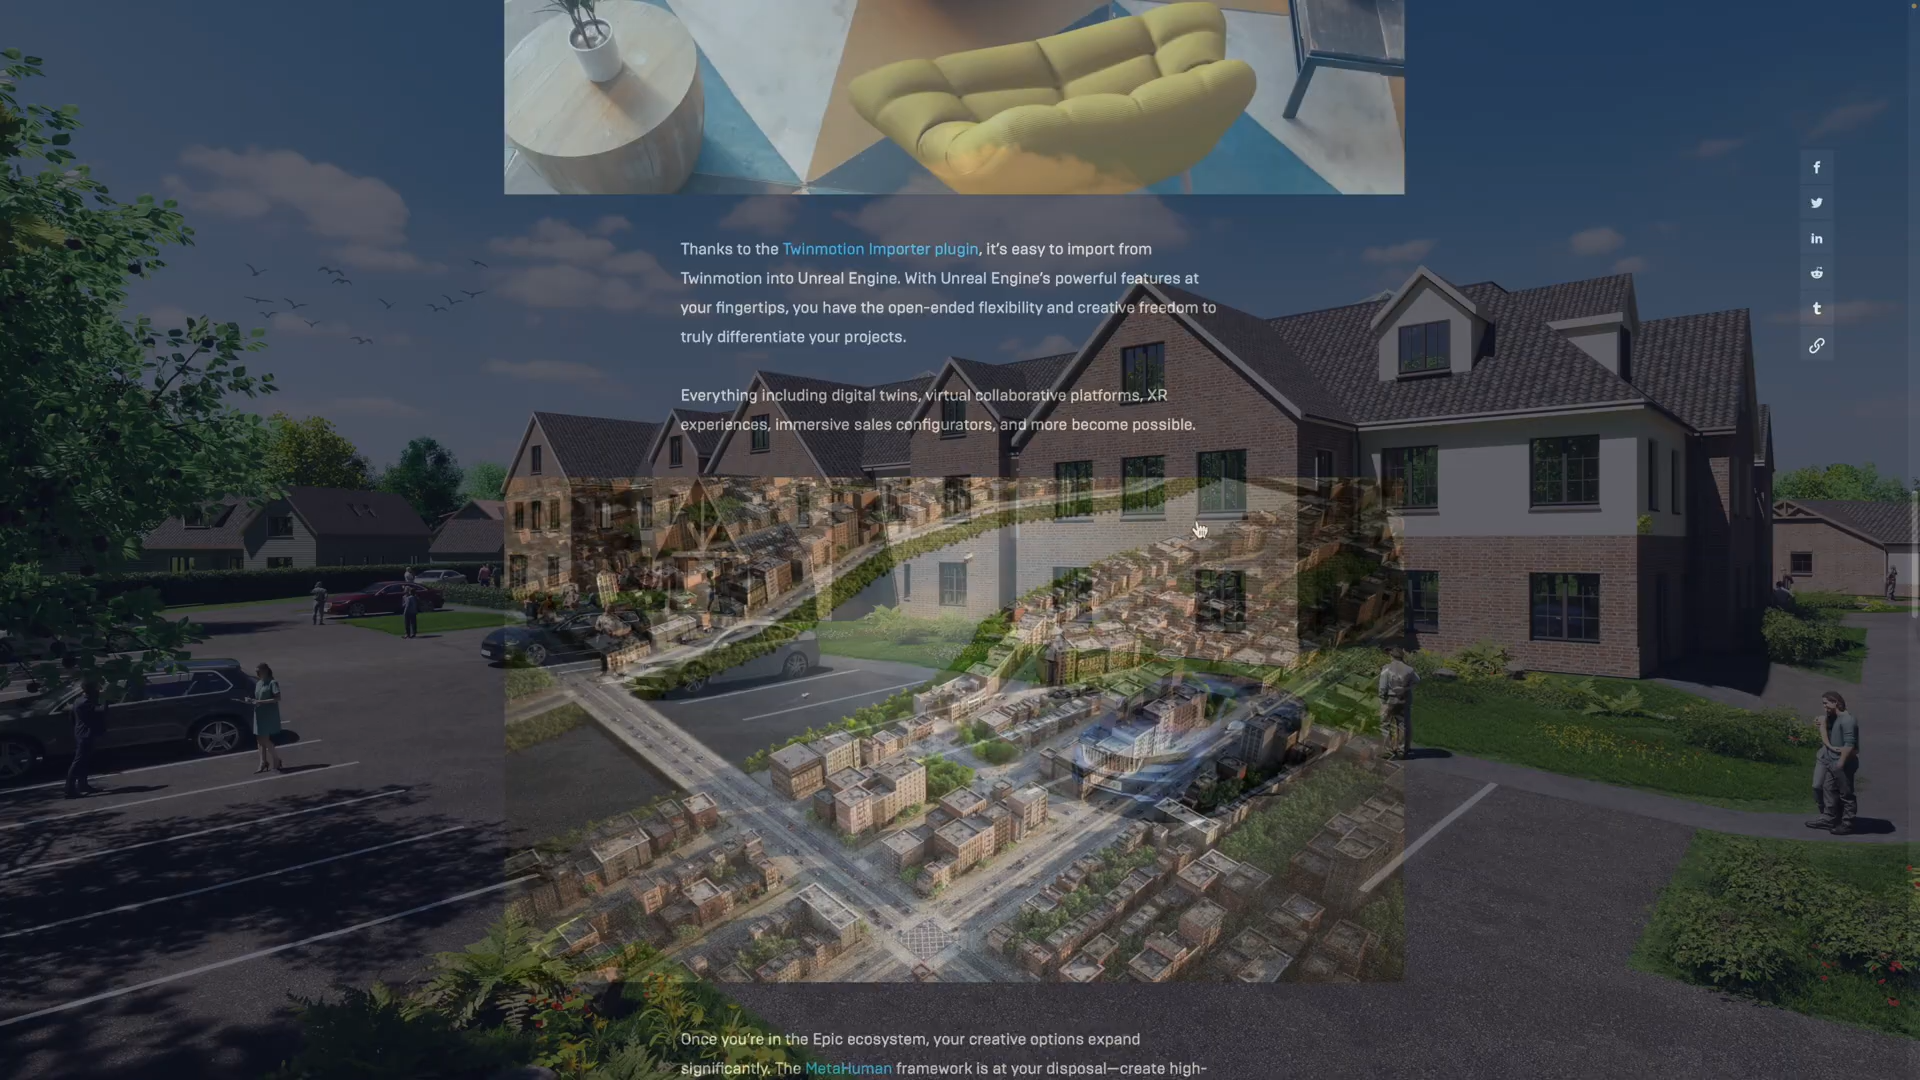 Thanks to the Twinmotion Importer plugin, it's easy to import from
Twinmotion into Unreal Engine. With Unreal Engine's powerful features at
your fingertips, you have the open-ended flexibility and creative freedom to
truly differentiate your projects.
Everything including digital twins, virtual collaborative platforms, XR
experiences, immersive sales configurators, and more become possible.
Once you're in the Epic ecosystem, your creative options expand
significantly. The MetaHuman framework is at your disposal—create high-